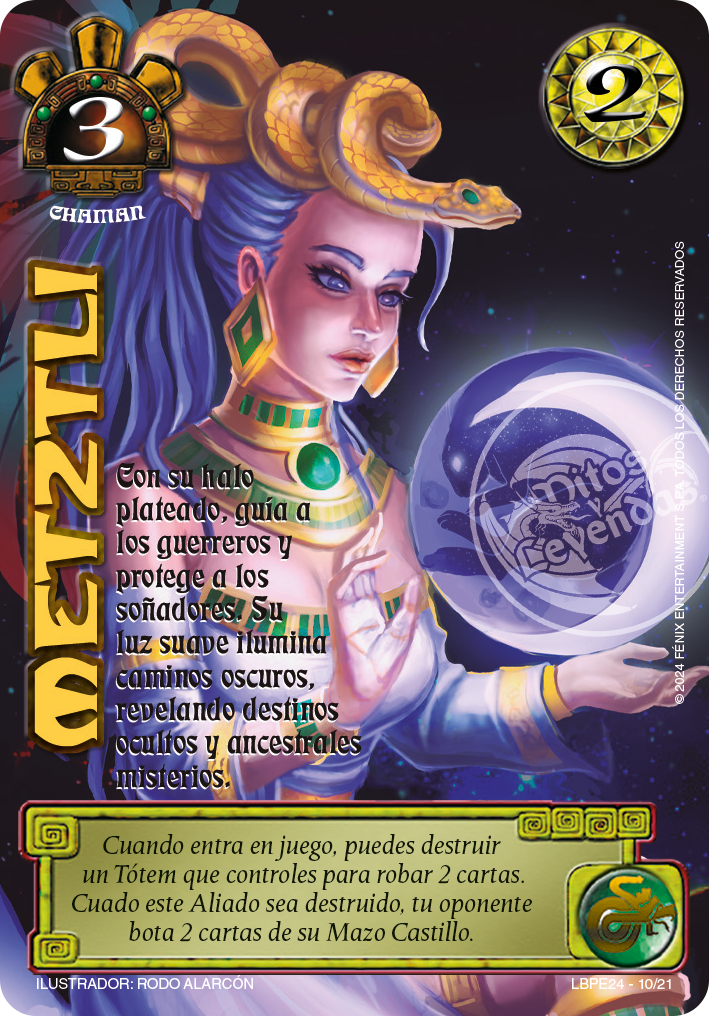 3
2
CHAMAN
METZTLI
Con su halo
plateado, guía a
los guerreros y
protege a los
soñadores. Su
luz suave ilumina
caminos oscuros,
revelando destinos
ocultos y ancestrales
misterios.
Mitos
y
Leyendas
©2024 FÉNIX ENTERTAINMENT SPA. TODOS LOS DERECHOS RESERVADOS
Cuando entra en juego, puedes destruir
un Tótem que controles para robar 2 cartas.
Cuado este Aliado sea destruido, tu oponente
bota 2 cartas de su Mazo Castillo.
ILUSTRADOR: RODO ALARCÓN
LBPE24 - 10/21